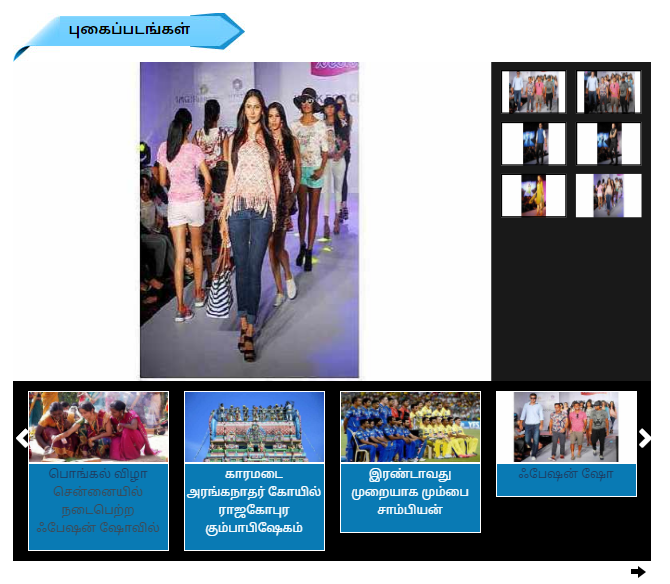 புகைப்படங்கள்
பொங்கல் விழா
சென்னையில்
நடைபெற்ற
ஃபேஷன் ஷோவில்
காரமடை
அரங்கநாதர் கோயில்
ராஜகோபுர
கும்பாபிஷேகம்
இரண்டாவது
முறையாக மும்பை
சாம்பியன்
ஃபேஷன் ஷோ